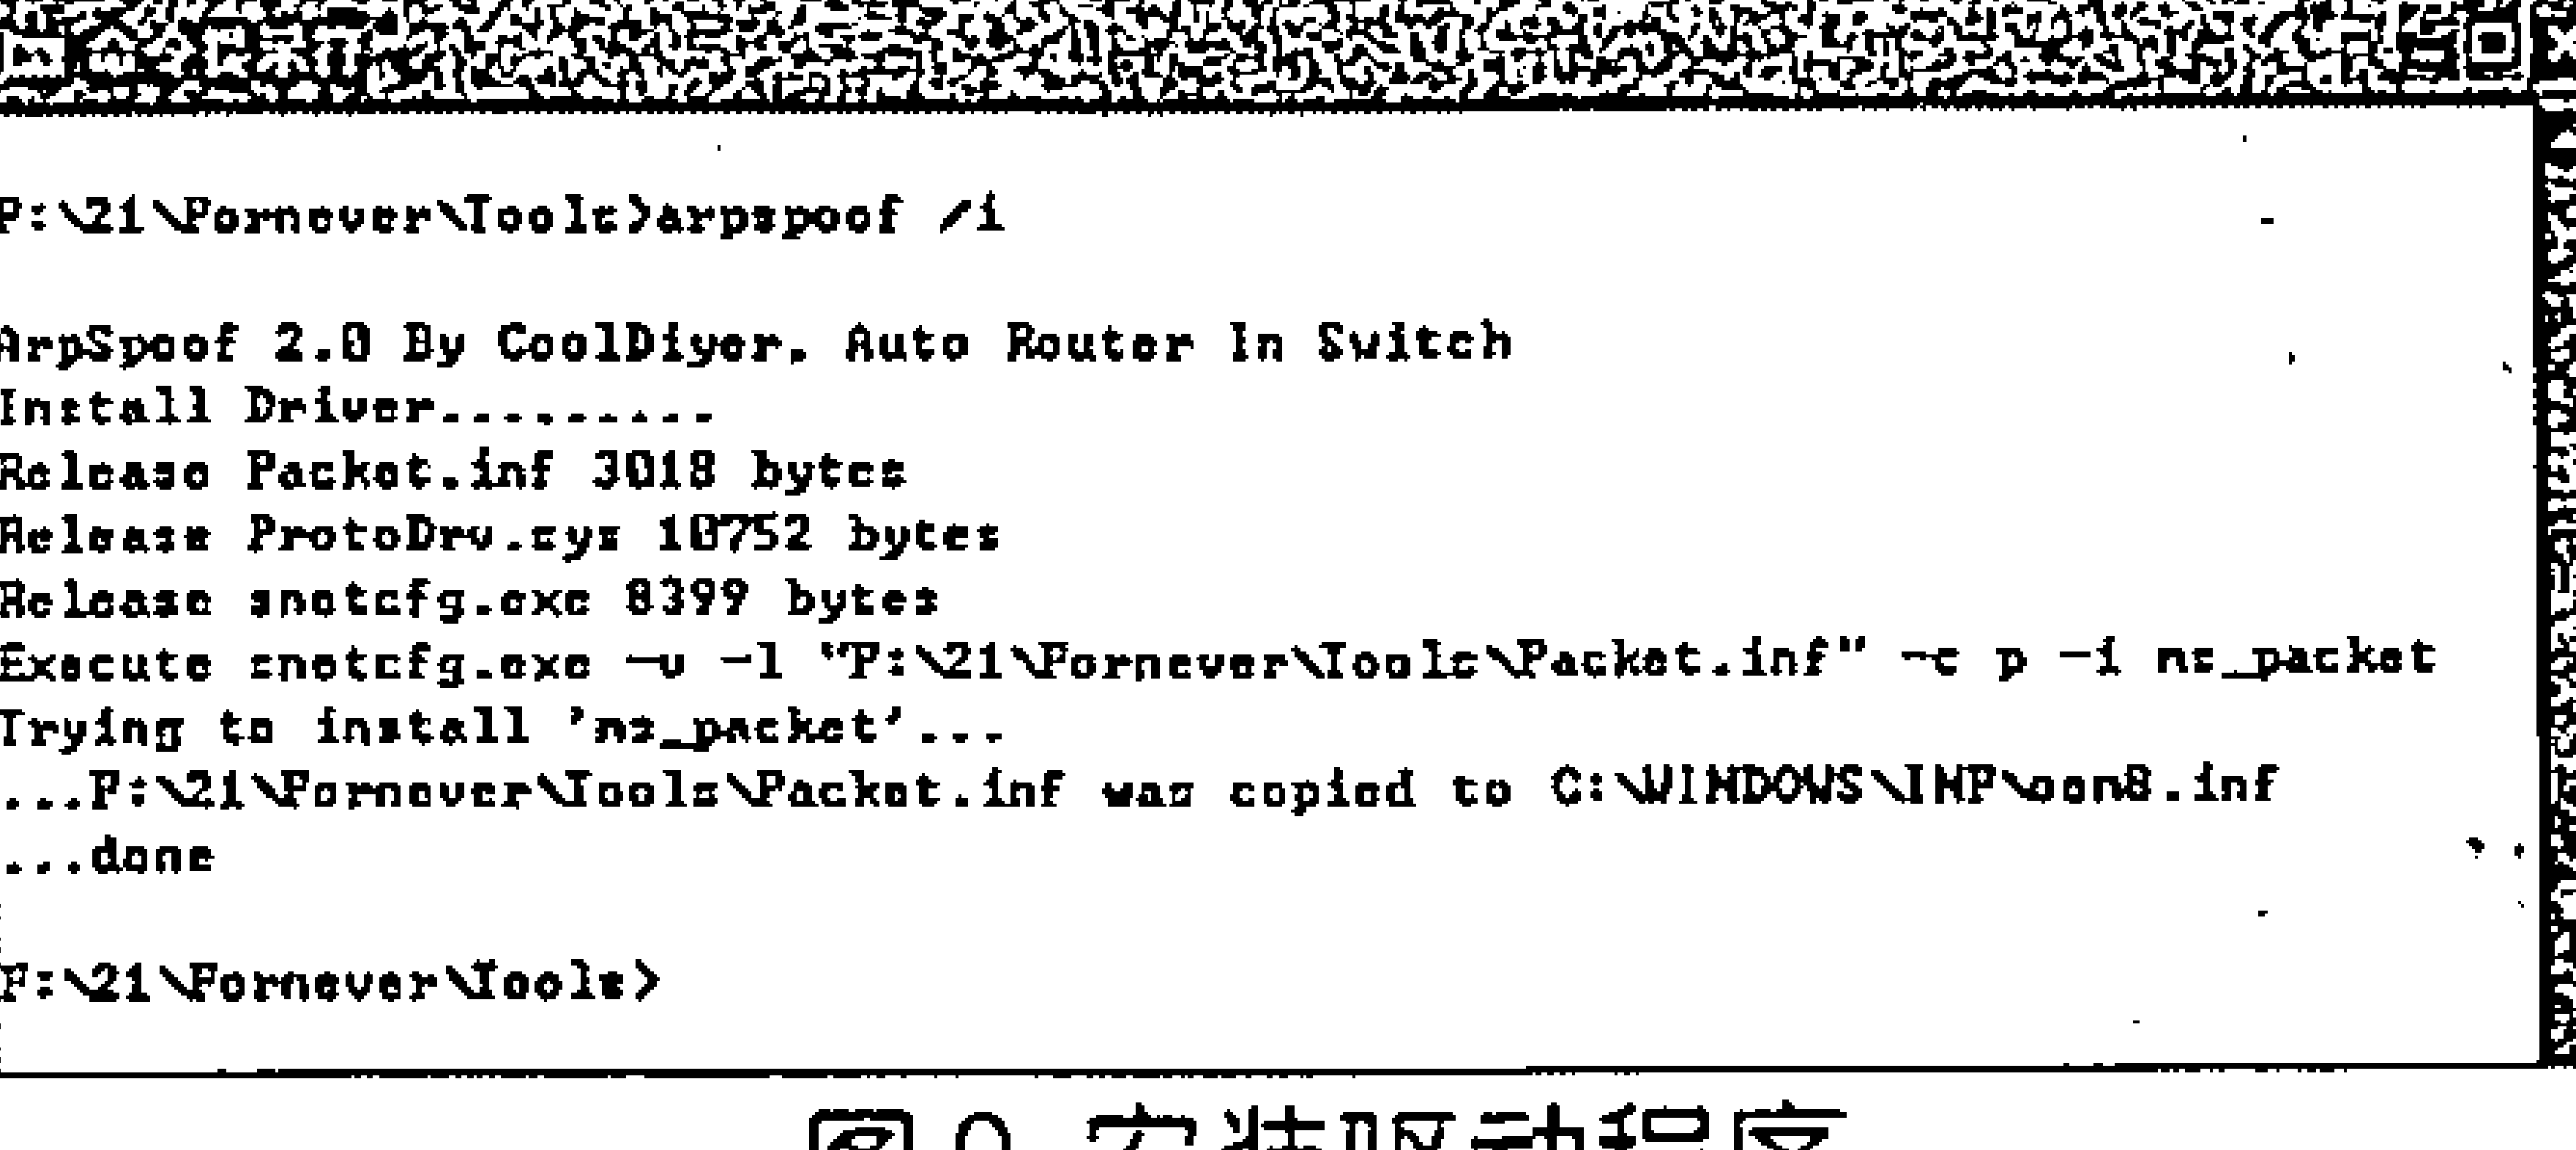 F:\21\Fornever\Tools>arpspoof /i
ArpSpoof 2.0 By CoolDiyer. Auto Router In Switch
Install Driver.........
Release Packet.inf 3018 bytes
Release ProtoDrv.sys 10752 bytes
Release snetcfg.exe 8399 bytes
Execute snetcfg.exe -v -l "F:\21\Fornever\Tools\Packet.inf" -c p -i ms_packet
Trying to install 'ms_packet'...
...F:\21\Fornever\Tools\Packet.inf was copied to C:\WINDOWS\INF\oem8.inf
...done
F:\21\Fornever\Tools>